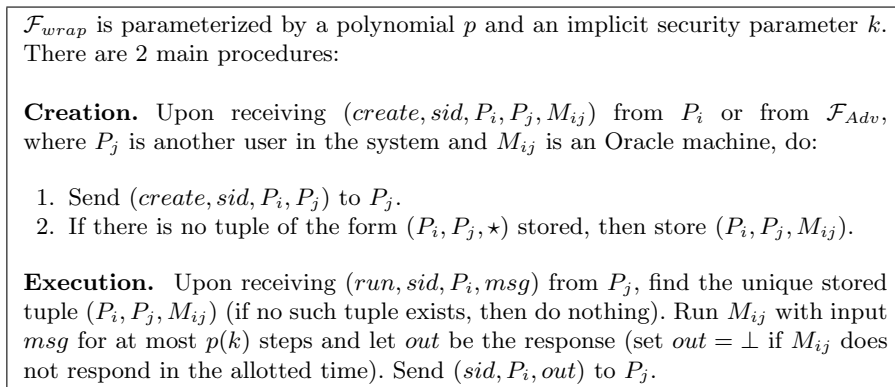 𝓕_wrap is parameterized by a polynomial p and an implicit security parameter k.
There are 2 main procedures:
Creation. Upon receiving (create, sid, P_i, P_j, M_ij) from P_i or from 𝓕_Adv,
where P_j is another user in the system and M_ij is an Oracle machine, do:
1. Send (create, sid, P_i, P_j) to P_j.
2. If there is no tuple of the form (P_i, P_j, ⋆) stored, then store (P_i, P_j, M_ij).
Execution. Upon receiving (run, sid, P_i, msg) from P_j, find the unique stored
tuple (P_i, P_j, M_ij) (if no such tuple exists, then do nothing). Run M_ij with input
msg for at most p(k) steps and let out be the response (set out = ⊥ if M_ij does
not respond in the allotted time). Send (sid, P_i, out) to P_j.